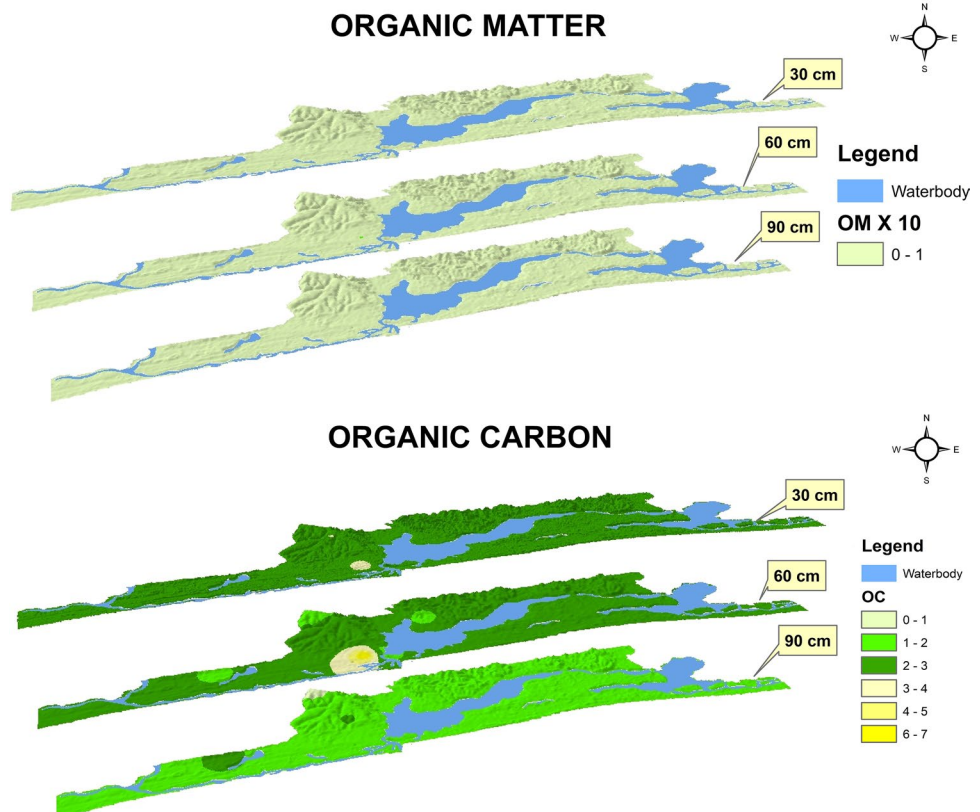 ORGANIC MATTER
N
W E
S
30 cm
60 cm
90 cm
Legend
Waterbody
OM X 10
0 - 1
ORGANIC CARBON
N
W E
S
30 cm
60 cm
90 cm
Legend
Waterbody
OC
0 - 1
1 - 2
2 - 3
3 - 4
4 - 5
6 - 7